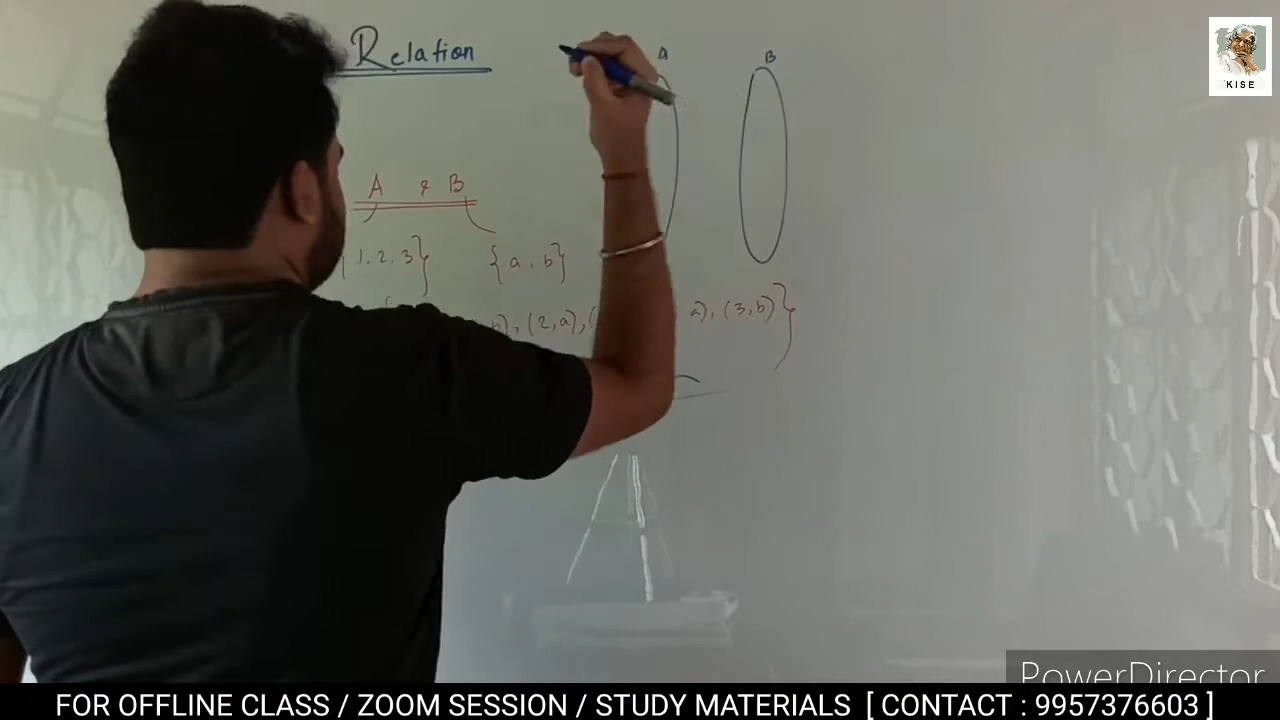 Relation
A B
KISE
A & B
{1, 2, 3} {a, b}
b), (2, a), ( a), (3, b)}
PowerDirector
FOR OFFLINE CLASS / ZOOM SESSION / STUDY MATERIALS [ CONTACT : 9957376603 ]